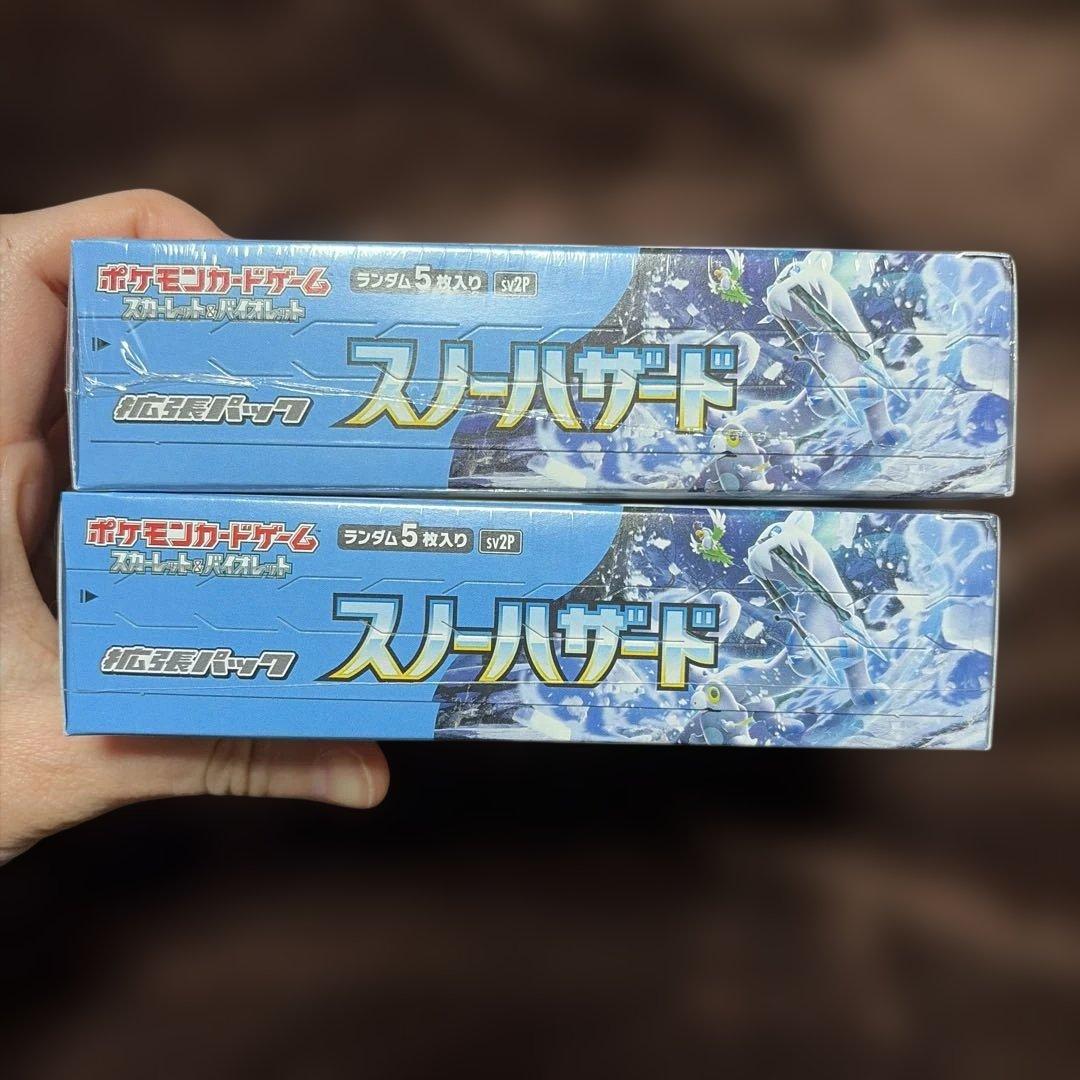 ポケモンカードゲーム
スカーレット&バイオレット
ランダム5枚入り sv2P
拡張パック
スノーハザード
ポケモンカードゲーム
スカーレット&バイオレット
ランダム5枚入り sv2P
拡張パック
スノーハザード